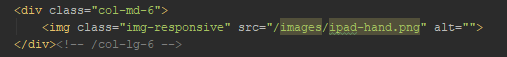 <div class="col-md-6">
<img class="img-responsive" src="/images/ipad-hand.png" alt="">
</div><!-- /col-lg-6 -->